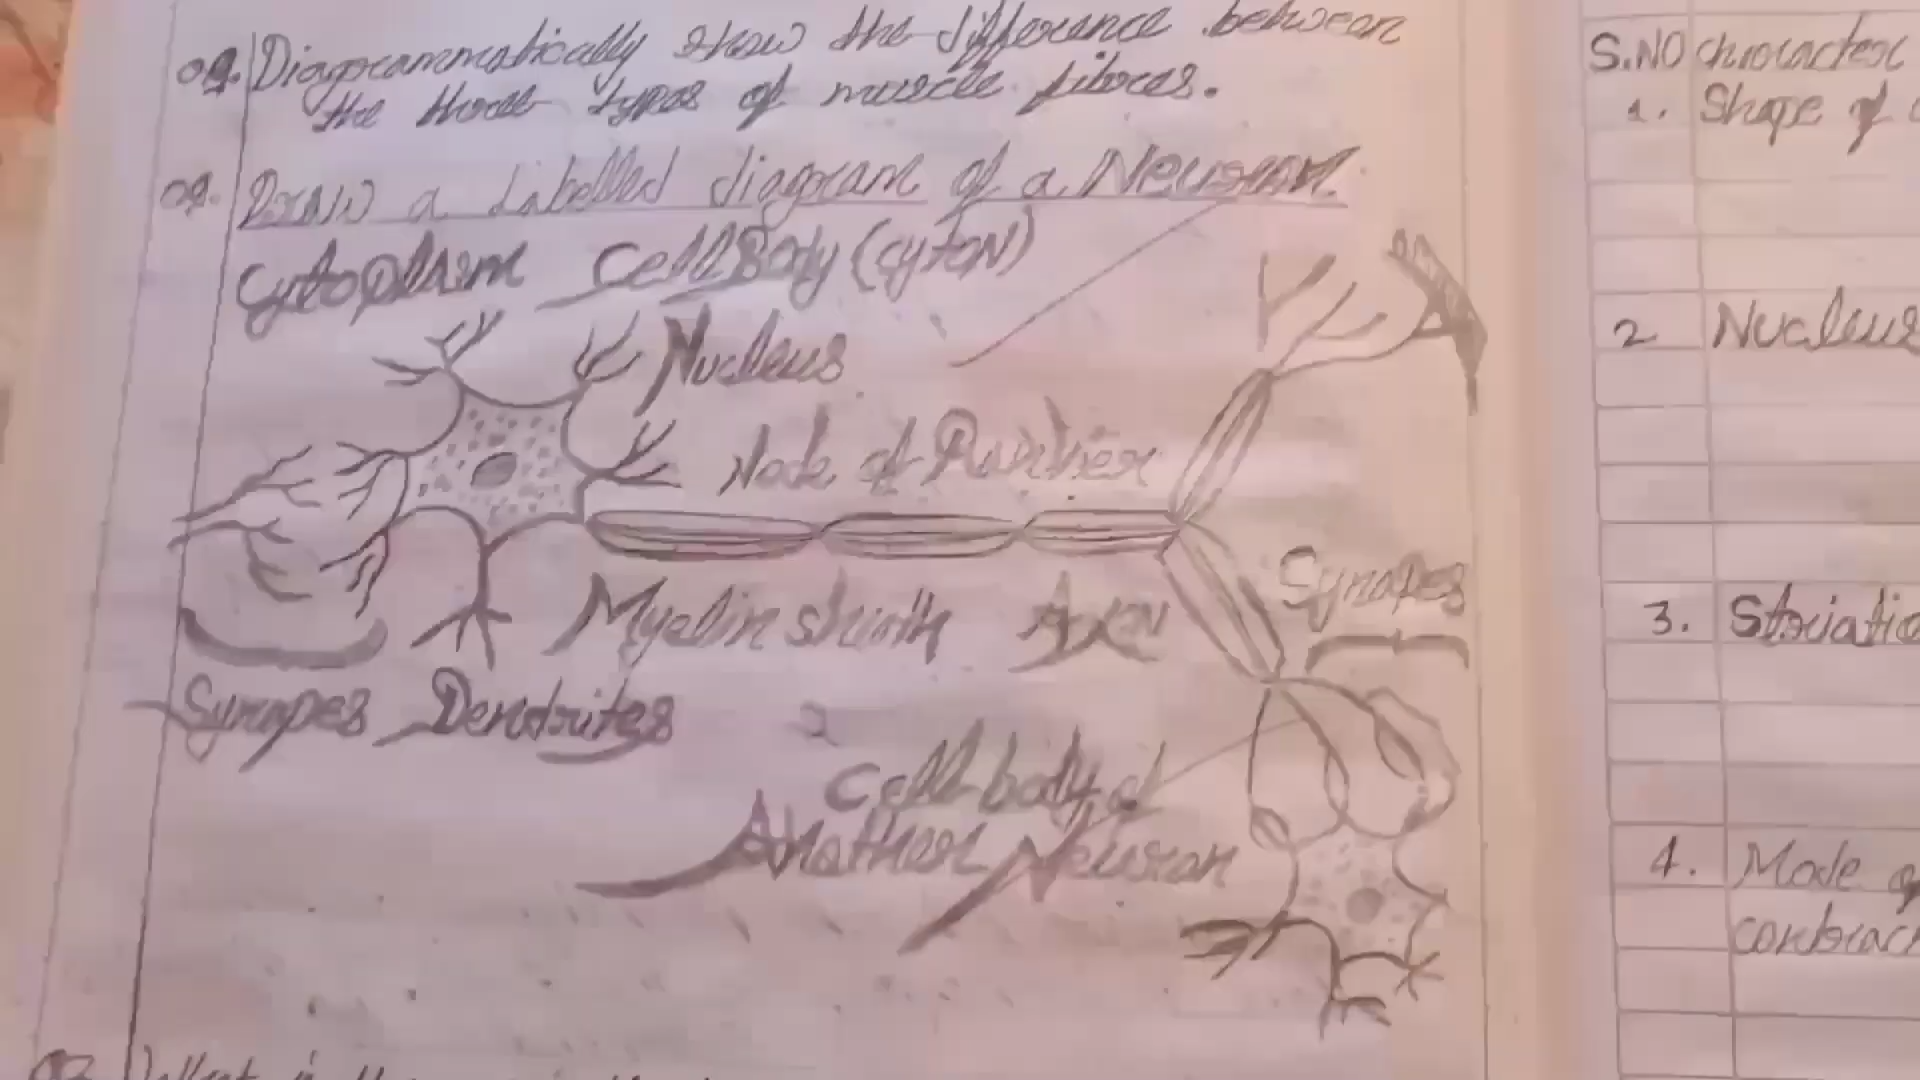 Diagrammatically show the difference between
the three types of muscle fibres.
Draw a Labelled diagram of a Neuron
Cytoplasm Cell Body (cyton)
Nucleus
Node of Ranvier
Myelin sheath Axon
Synapes
Synapes Dendrites
Cell body of
Another Neuron
S.NO character
1. Shape of
2 Nucleus
3. Striatio
4. Mode of
contrac